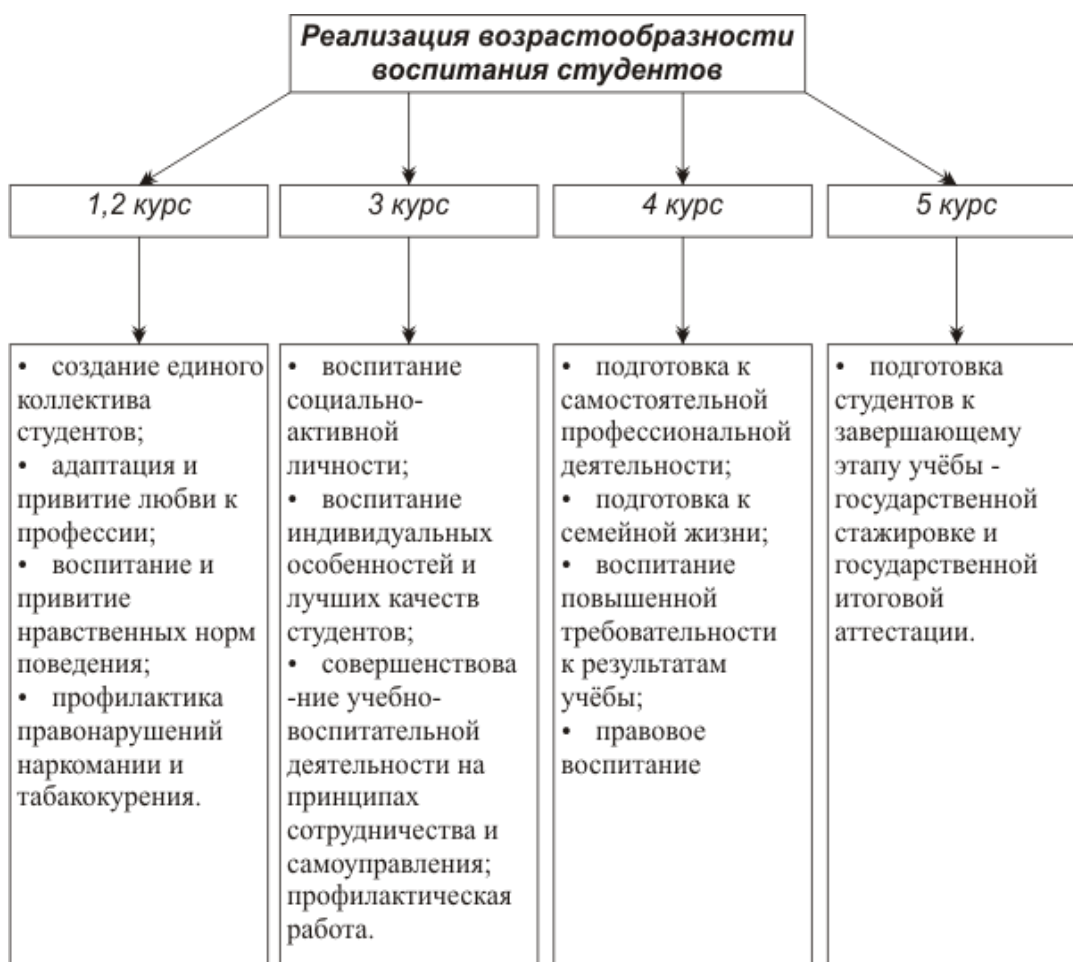 Реализация возрастообразности
воспитания студентов
1,2 курс
3 курс
4 курс
5 курс
• создание единого
коллектива
студентов;
• адаптация и
привитие любви к
профессии;
• воспитание и
привитие
нравственных норм
поведения;
• профилактика
правонарушений
наркомании и
табакокурения.
• воспитание
социально-
активной
личности;
• воспитание
индивидуальных
особенностей и
лучших качеств
студентов;
• совершенствова
-ние учебно-
воспитательной
деятельности на
принципах
сотрудничества и
самоуправления;
профилактическая
работа.
• подготовка к
самостоятельной
профессиональной
деятельности;
• подготовка к
семейной жизни;
• воспитание
повышенной
требовательности
к результатам
учёбы;
• правовое
воспитание
• подготовка
студентов к
завершающему
этапу учёбы -
государственной
стажировке и
государственной
итоговой
аттестации.